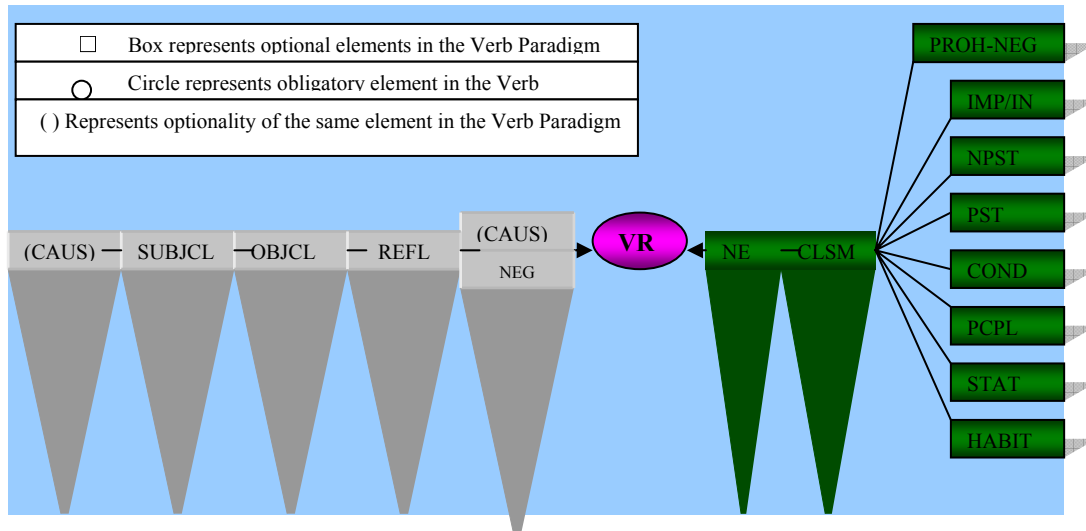 □ Box represents optional elements in the Verb Paradigm
Circle represents obligatory element in the Verb
( ) Represents optionality of the same element in the Verb Paradigm
PROH-NEG
IMP/IN
NPST
PST
COND
PCPL
STAT
HABIT
(CAUS) SUBJCL OBJCL REFL (CAUS) NEG VR NE CLSM